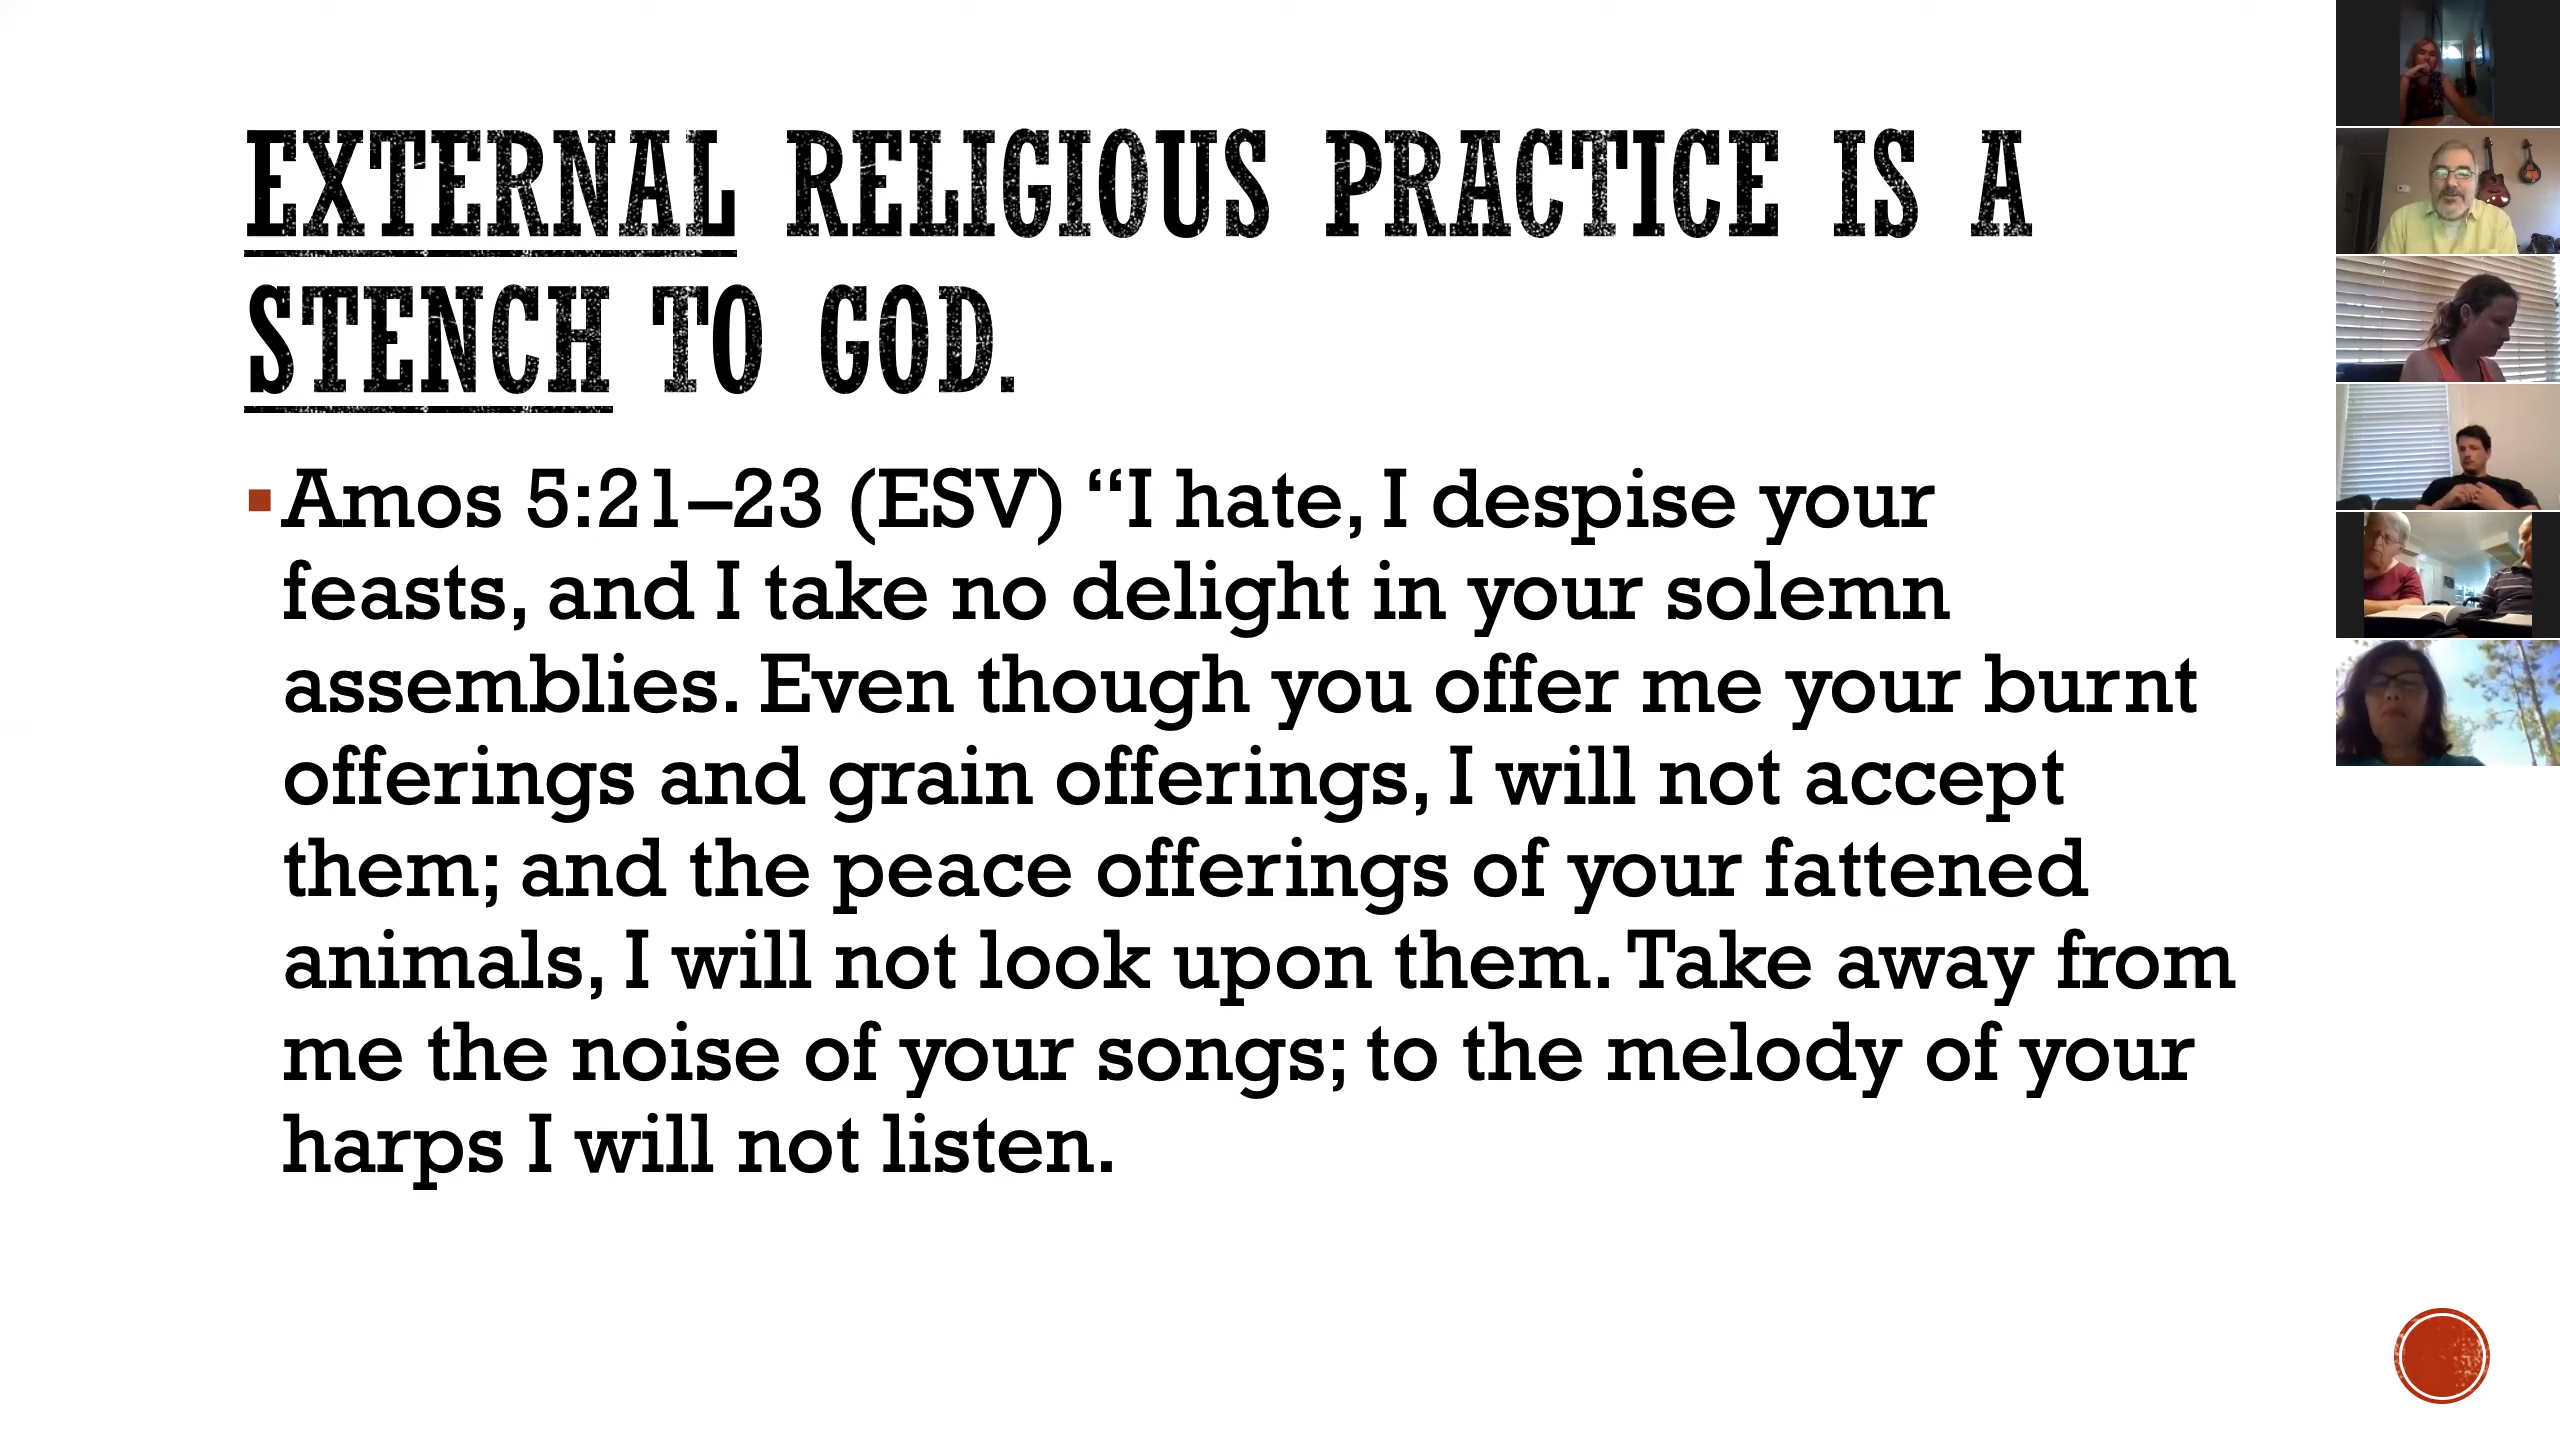 EXTERNAL RELIGIOUS PRACTICE IS A
STENCH TO GOD.
▪Amos 5:21–23 (ESV) “I hate, I despise your
feasts, and I take no delight in your solemn
assemblies. Even though you offer me your burnt
offerings and grain offerings, I will not accept
them; and the peace offerings of your fattened
animals, I will not look upon them. Take away from
me the noise of your songs; to the melody of your
harps I will not listen.